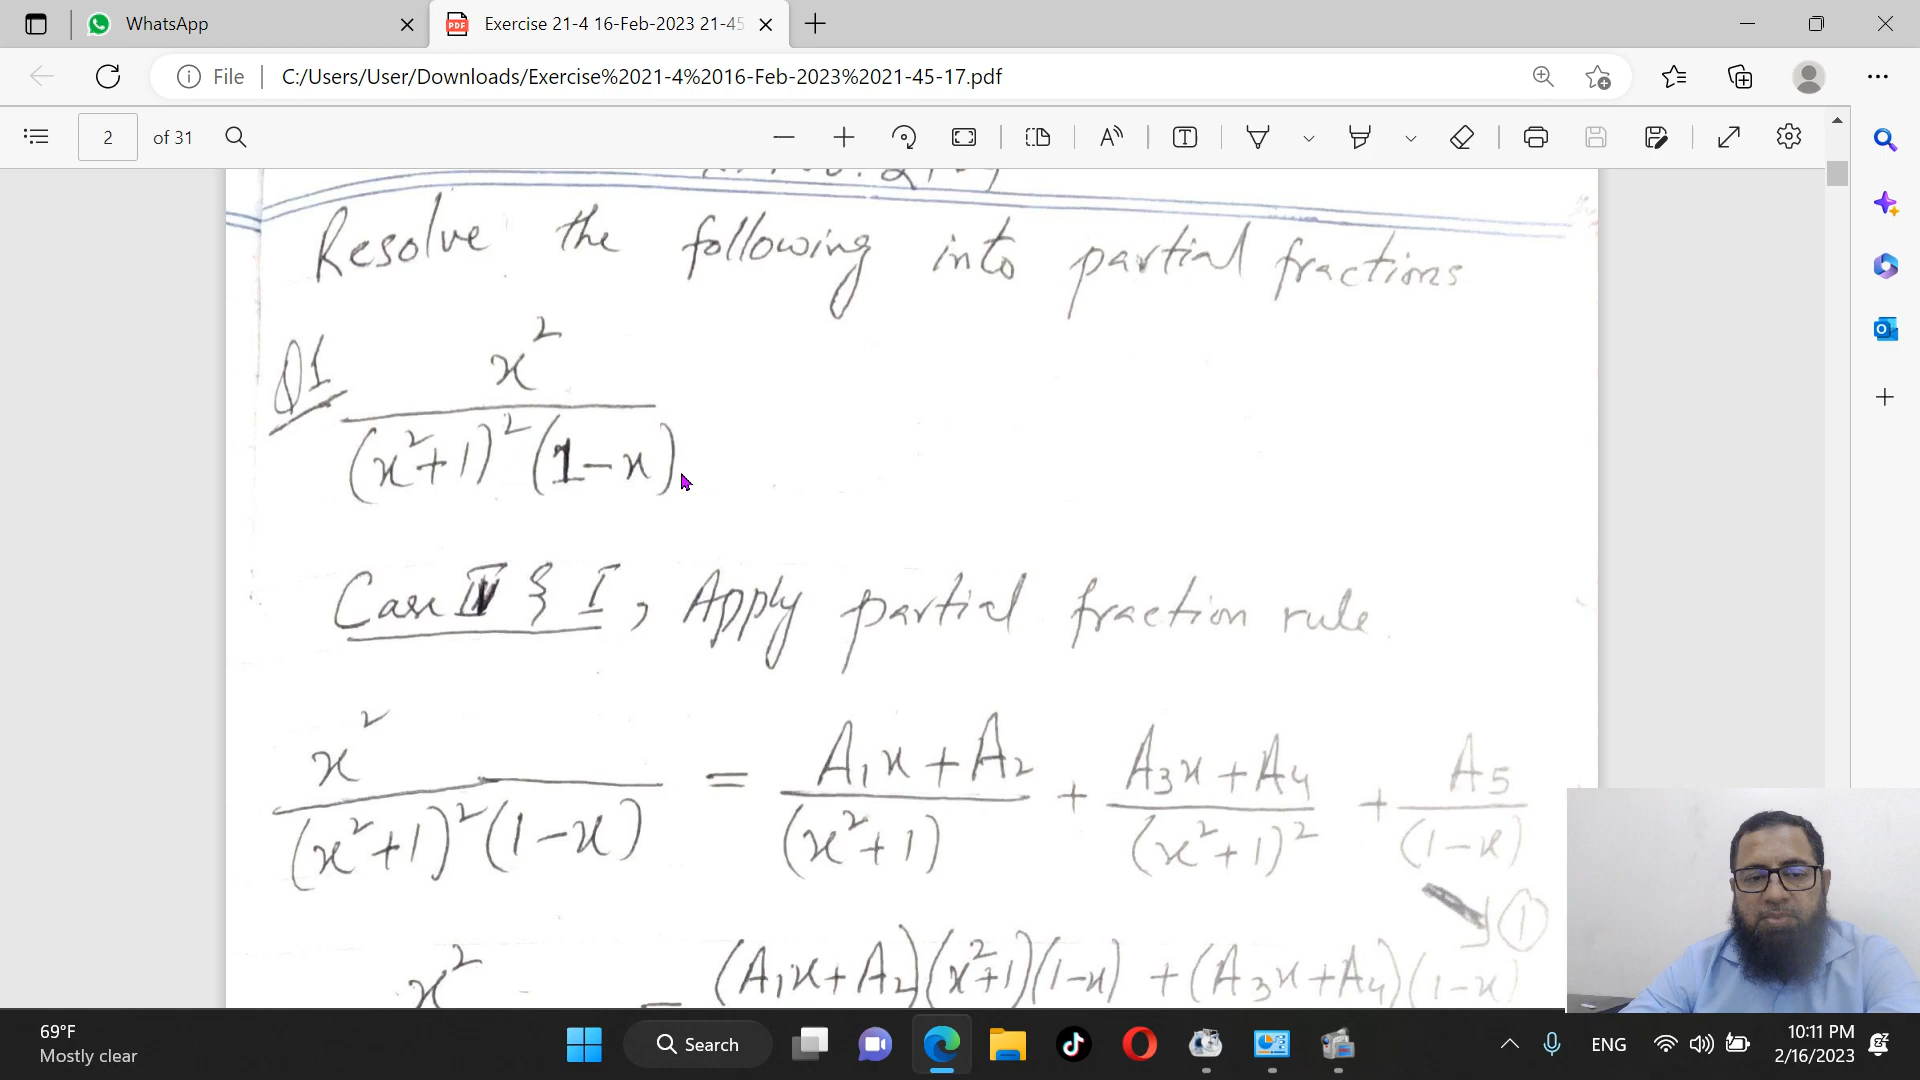 WhatsApp
Exercise 21-4 16-Feb-2023 21-45
File
C:/Users/User/Downloads/Exercise%2021-4%2016-Feb-2023%2021-45-17.pdf
2 of 31
Resolve the following into partial fractions
Q1 x²
(x²+1)²(1-x)
Case IV & I, Apply partial fraction rule
x² / (x²+1)²(1-x) = A₁x+A₂ / (x²+1) + A₃x+A₄ / (x²+1)² + A₅ / (1-x)
①
x² = (A₁x+A₂)(x²+1)(1-x) + (A₃x+A₄)(1-x)
69°F
Mostly clear
Search
ENG
10:11 PM
2/16/2023